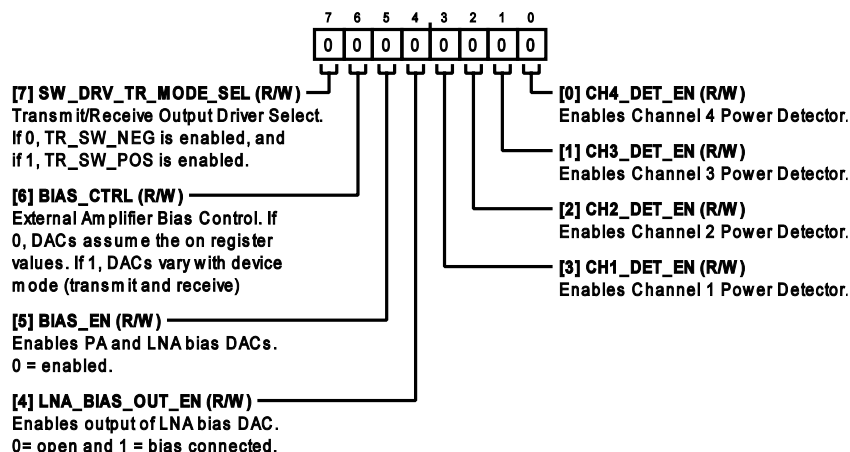 7 6 5 4 3 2 1 0
0 0 0 0 0 0 0 0
[7] SW_DRV_TR_MODE_SEL (R/W)
Transmit/Receive Output Driver Select.
If 0, TR_SW_NEG is enabled, and
if 1, TR_SW_POS is enabled.
[6] BIAS_CTRL (R/W)
External Amplifier Bias Control. If
0, DACs assume the on register
values. If 1, DACs vary with device
mode (transmit and receive)
[5] BIAS_EN (R/W)
Enables PA and LNA bias DACs.
0 = enabled.
[4] LNA_BIAS_OUT_EN (R/W)
Enables output of LNA bias DAC.
0= open and 1 = bias connected.
[0] CH4_DET_EN (R/W)
Enables Channel 4 Power Detector.
[1] CH3_DET_EN (R/W)
Enables Channel 3 Power Detector.
[2] CH2_DET_EN (R/W)
Enables Channel 2 Power Detector.
[3] CH1_DET_EN (R/W)
Enables Channel 1 Power Detector.